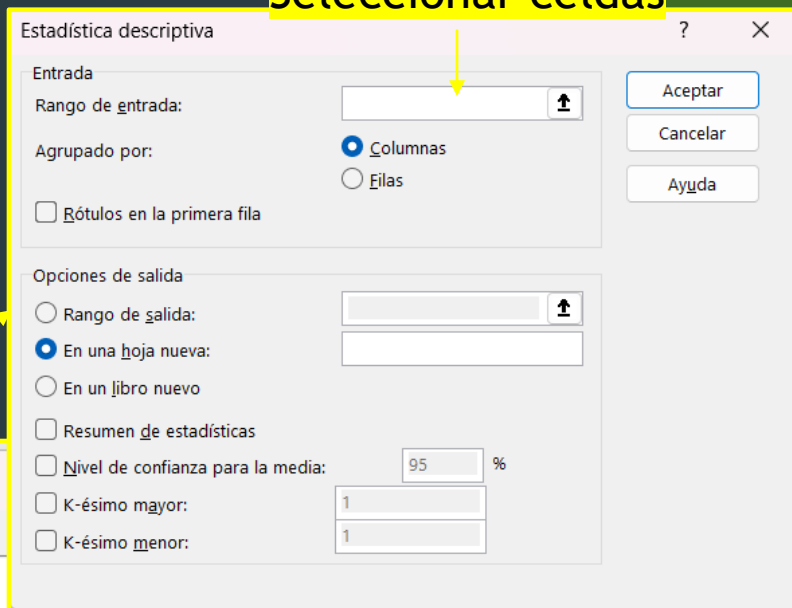 Seleccionar celdas
Estadística descriptiva ? ×
Entrada
Rango de entrada:
Aceptar
Cancelar
Agrupado por: Columnas
Filas
Ayuda
Rótulos en la primera fila
Opciones de salida
Rango de salida:
En una hoja nueva:
En un libro nuevo
Resumen de estadísticas
Nivel de confianza para la media: 95 %
K-ésimo mayor: 1
K-ésimo menor: 1